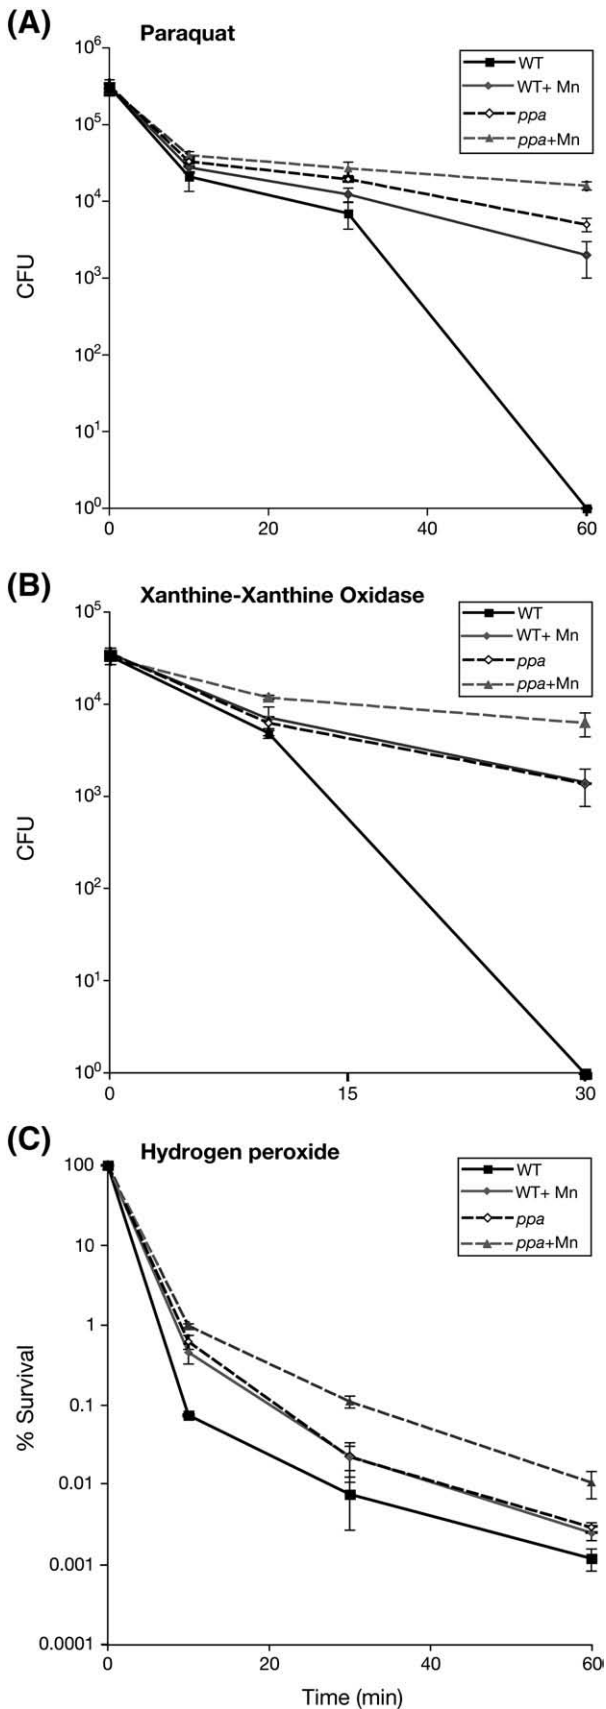 (A) Paraquat
10^6
10^5
10^4
10^3
10^2
10^1
10^0
CFU
0 20 40 60
WT
WT+ Mn
ppa
ppa+Mn
(B) Xanthine-Xanthine Oxidase
10^5
10^4
10^3
10^2
10^1
10^0
CFU
0 15 30
WT
WT+ Mn
ppa
ppa+Mn
(C) Hydrogen peroxide
100
10
1
0.1
0.01
0.001
0.0001
% Survival
0 20 40 60
Time (min)
WT
WT+ Mn
ppa
ppa+Mn